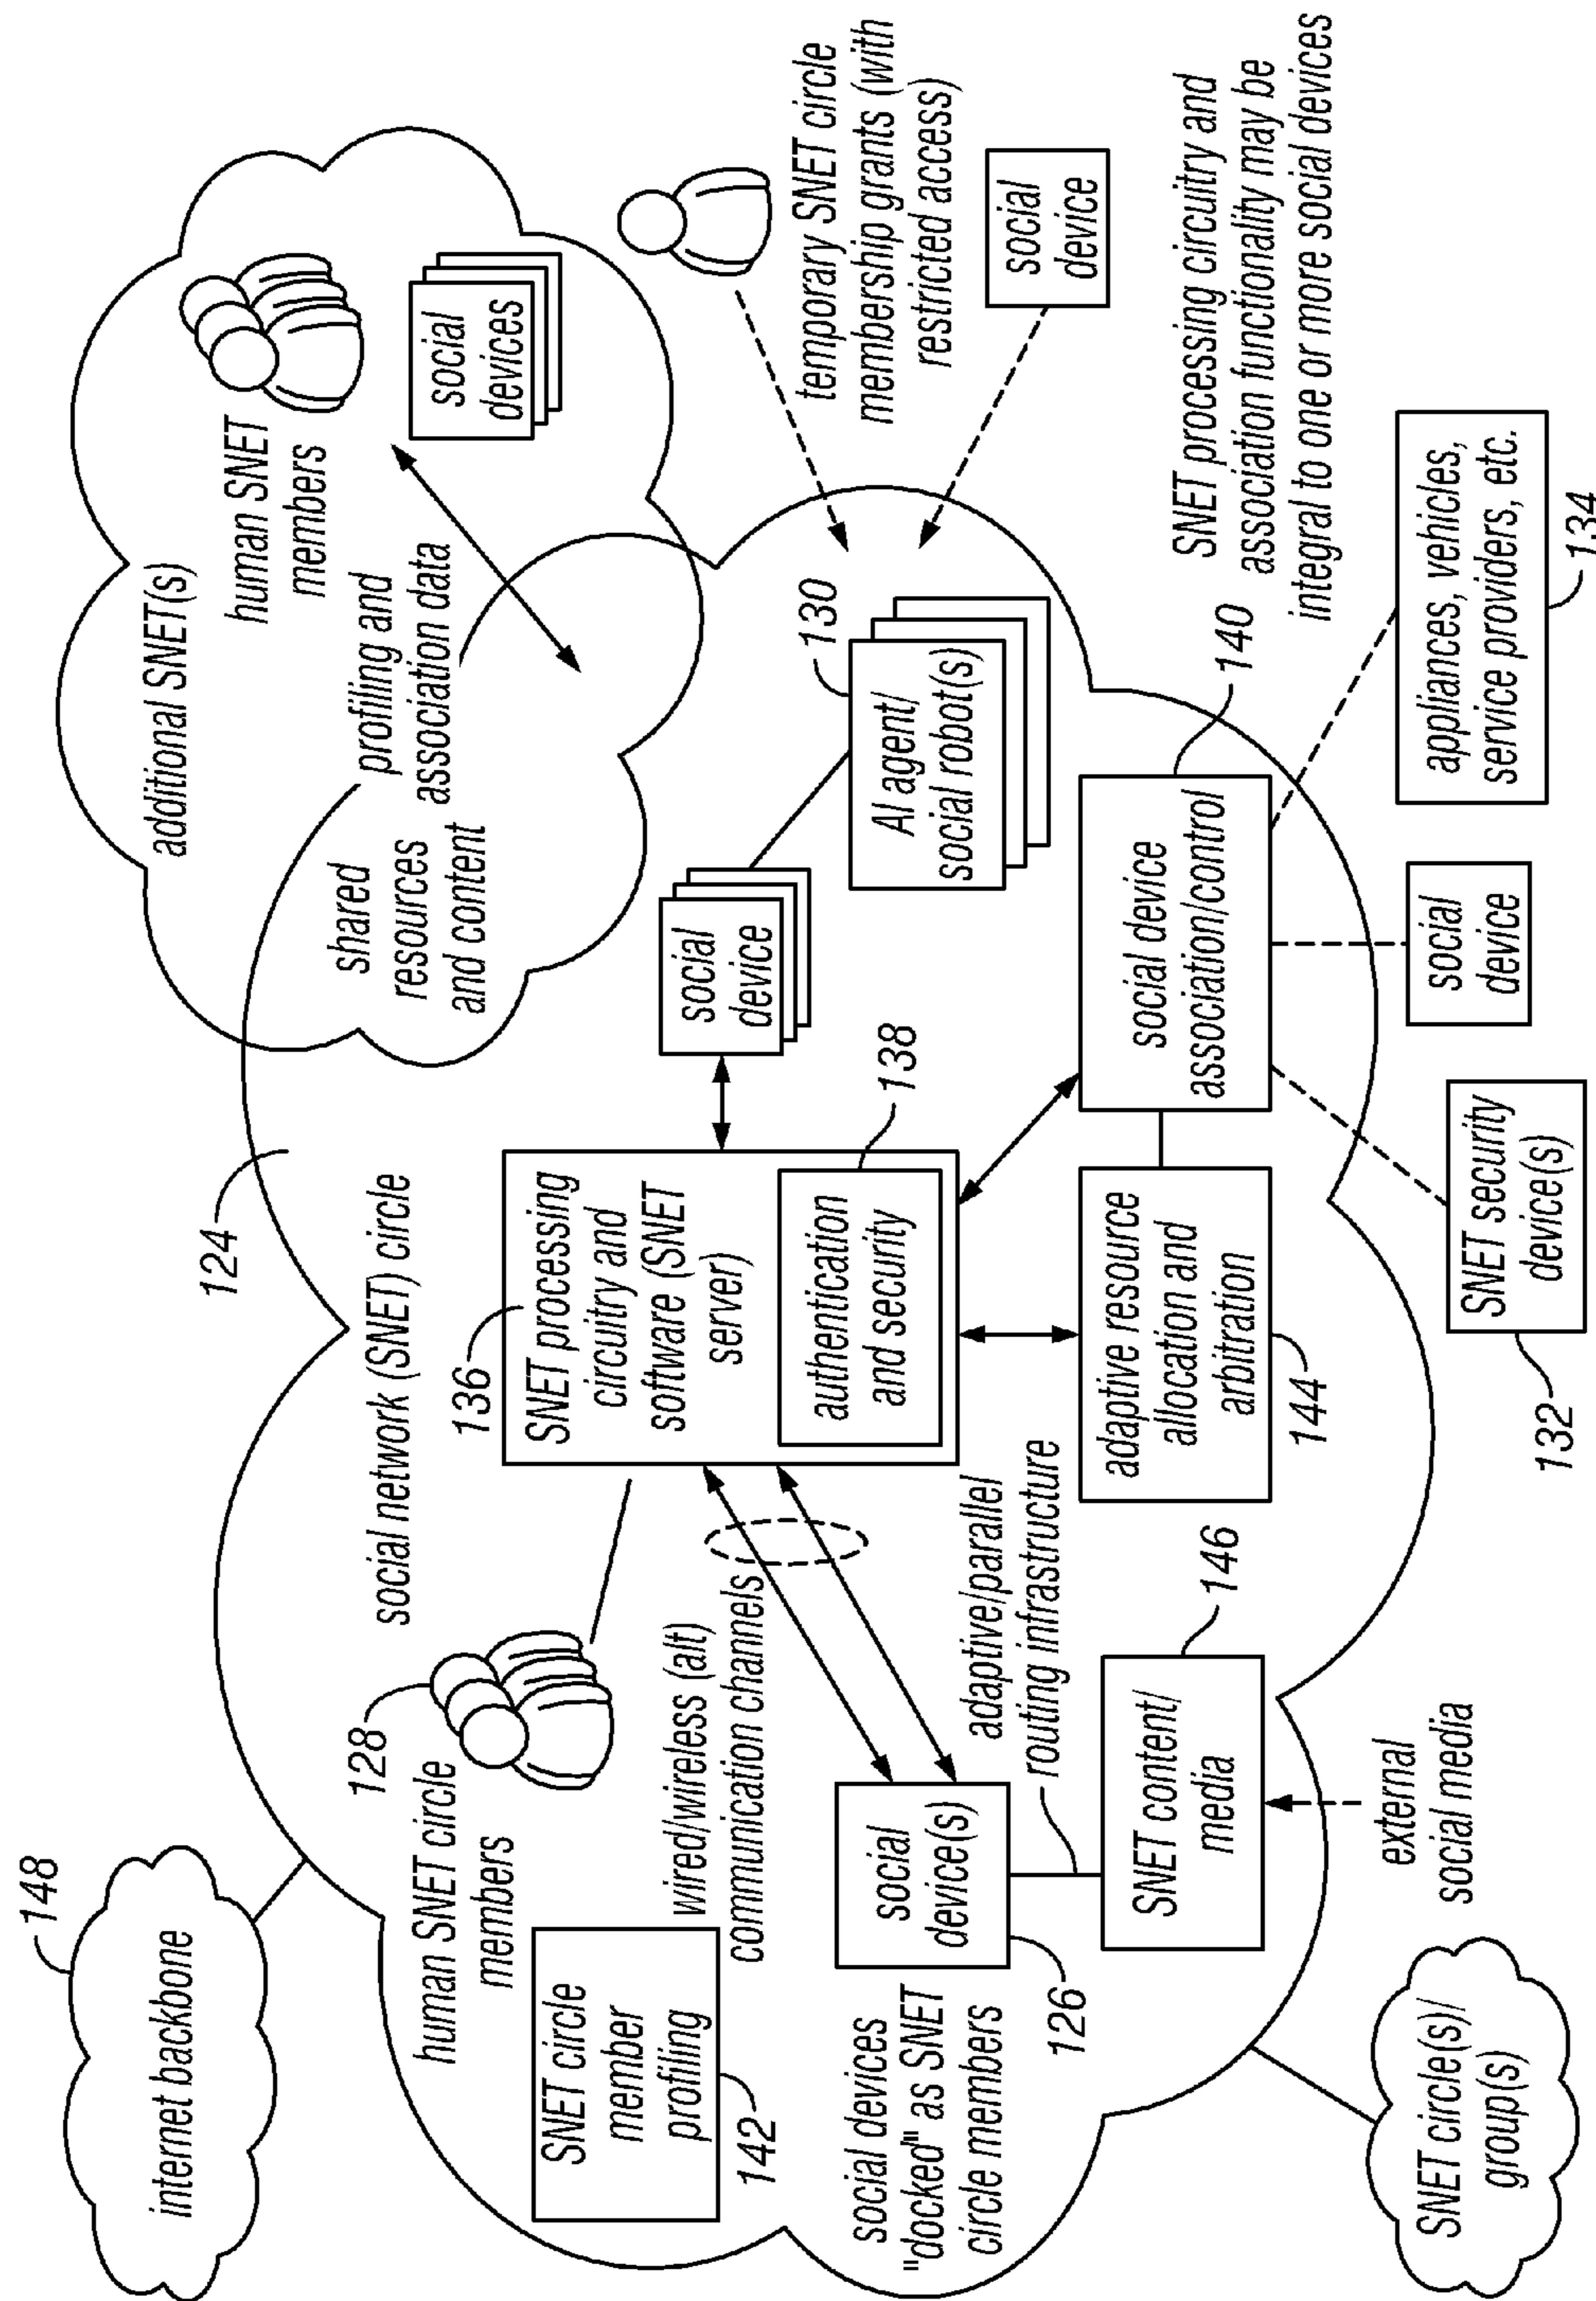 148
internet backbone
124
additional SNET(s)
human SNET
members
social
devices
profiling and
association data
shared
resources
and content
social network (SNET) circle
128
human SNET circle
members
SNET circle
member
profiling
142
136
SNET processing
circuitry and
software (SNET
server)
authentication
and security
138
wired/wireless (alt)
communication channels
social
device
130
AI agent/
social robot(s)
temporary SNET circle
membership grants (with
restricted access)
social
device
social devices
"docked" as SNET
circle members
social
device(s)
126
adaptive/parallel
routing infrastructure
SNET content/
media
146
external
social media
adaptive resource
allocation and
arbitration
144
social device
association/control
140
SNET processing circuitry and
association functionality may be
integral to one or more social devices
SNET circle(s)/
group(s)
SNET security
device(s)
132
social
device
appliances, vehicles,
service providers, etc.
134